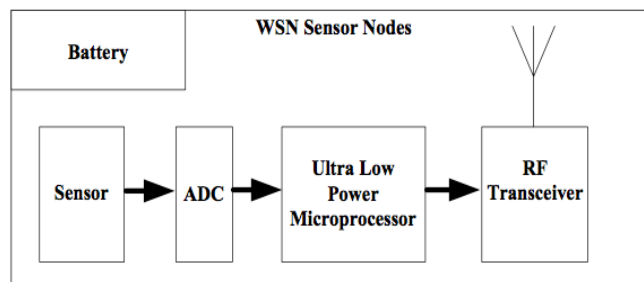 WSN Sensor Nodes
Battery
Sensor
ADC
Ultra Low
Power
Microprocessor
RF
Transceiver